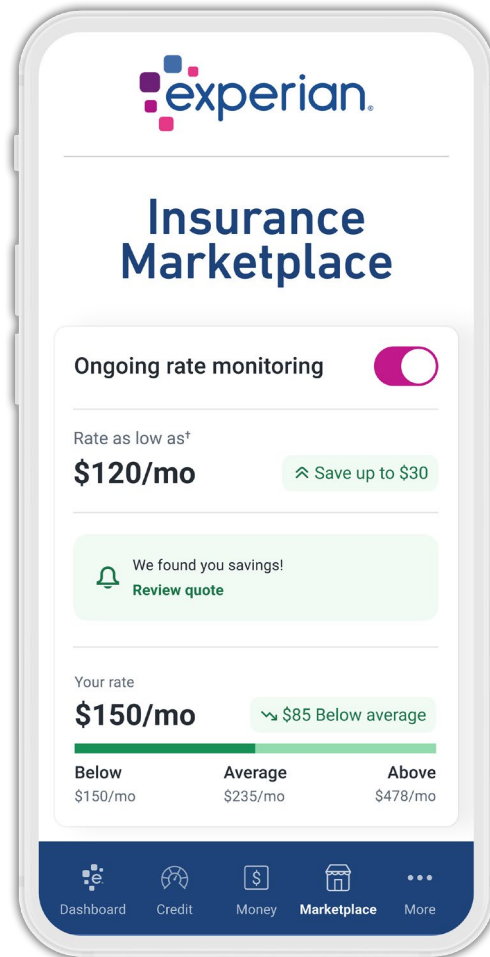 experian®
Insurance
Marketplace
Ongoing rate monitoring
Rate as low as†
$120/mo
Save up to $30
We found you savings!
Review quote
Your rate
$150/mo
$85 Below average
Below Average Above
$150/mo $235/mo $478/mo
e.
$
Dashboard Credit Money Marketplace More